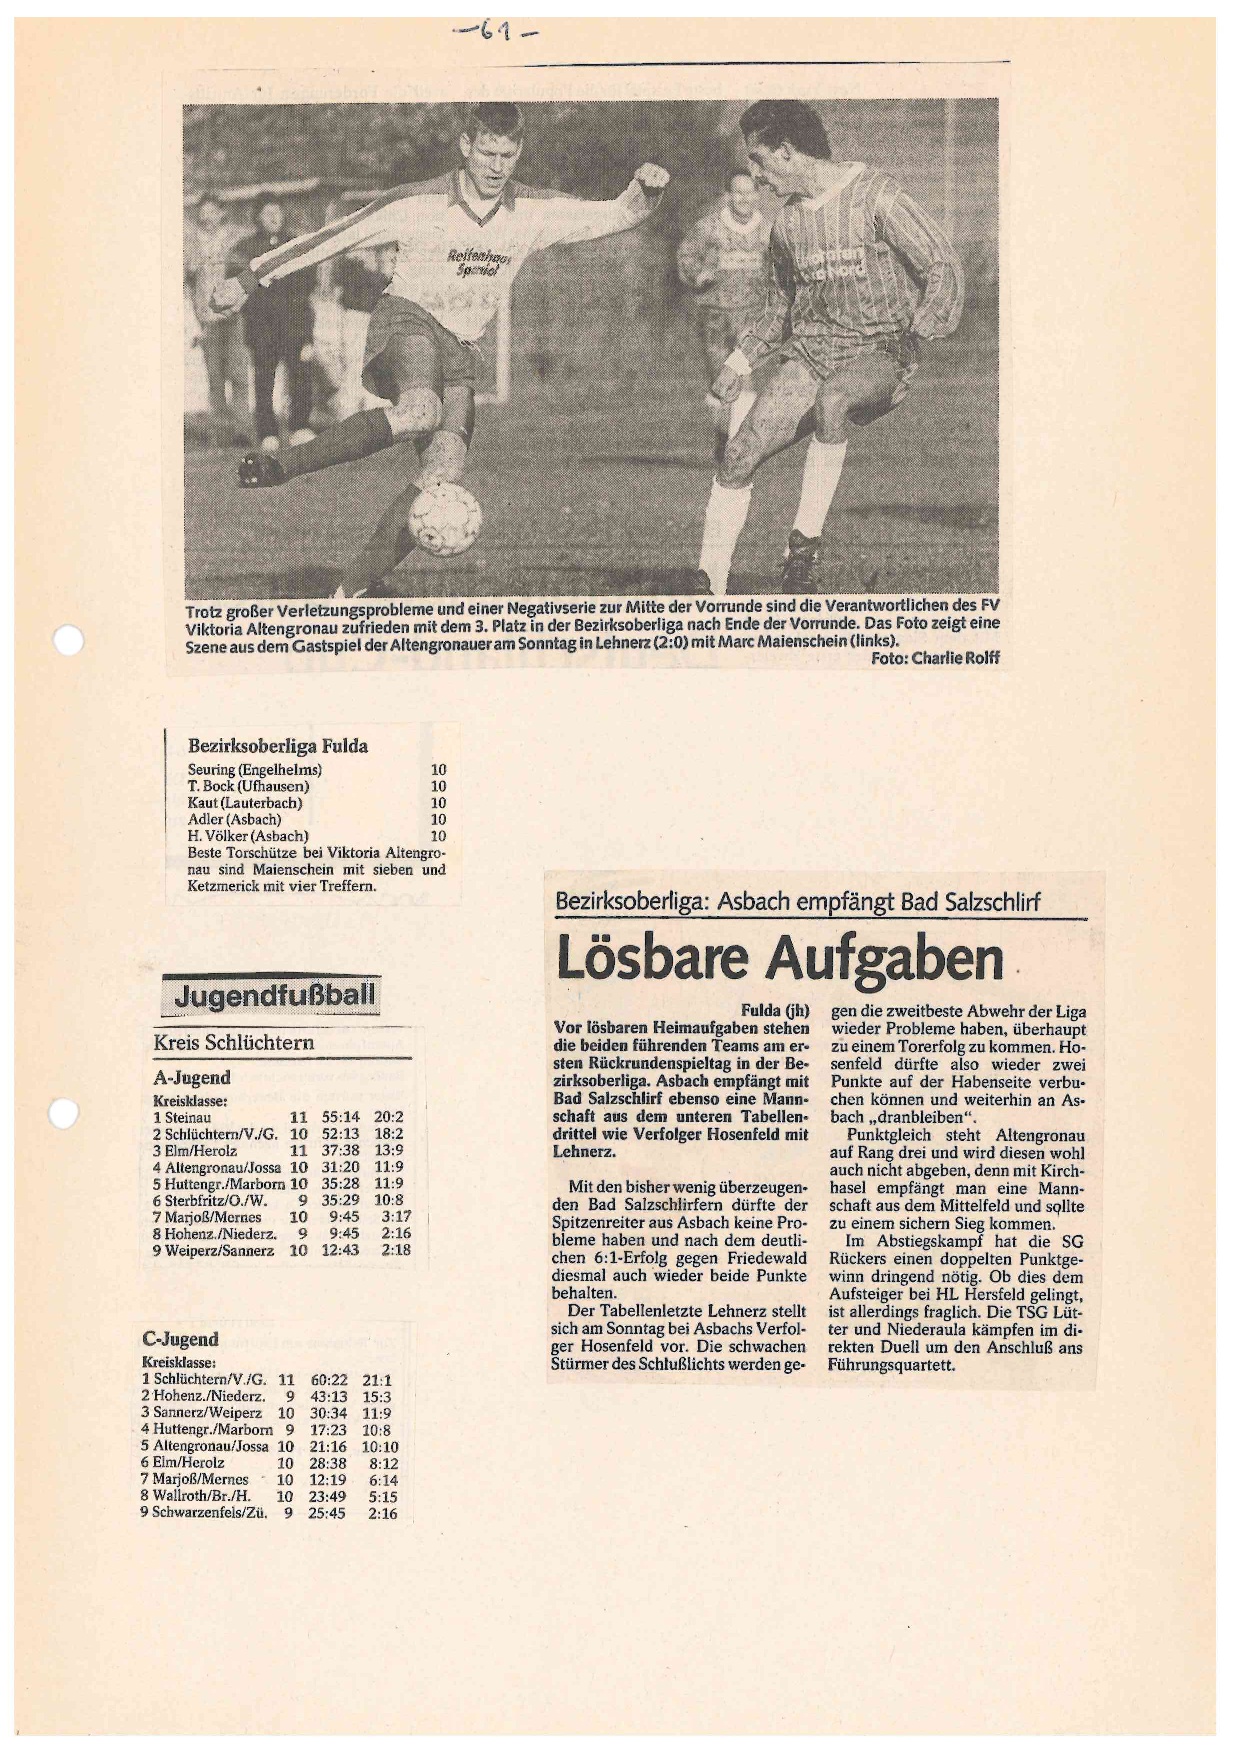 -61-
Reifenhaus
Spezial
Trotz großer Verletzungsprobleme und einer Negativserie zur Mitte der Vorrunde sind die Verantwortlichen des FV
Viktoria Altengronau zufrieden mit dem 3. Platz in der Bezirksoberliga nach Ende der Vorrunde. Das Foto zeigt eine
Szene aus dem Gastspiel der Altengronauer am Sonntag in Lehnerz (2:0) mit Marc Maienschein (links).
Foto: Charlie Rolff
Bezirksoberliga Fulda
Seuring (Engelhelms) 10
T. Bock (Ufhausen) 10
Kaut (Lauterbach) 10
Adler (Asbach) 10
H. Völker (Asbach) 10
Beste Torschütze bei Viktoria Altengro-
nau sind Maienschein mit sieben und
Ketzmerick mit vier Treffern.
Jugendfußball
Kreis Schlüchtern
A-Jugend
Kreisklasse:
1 Steinau 11 55:14 20:2
2 Schlüchtern/V./G. 10 52:13 18:2
3 Elm/Herolz 11 37:38 13:9
4 Altengronau/Jossa 10 31:20 11:9
5 Huttengr./Marborn 10 35:28 11:9
6 Sterbfritz/O./W. 9 35:29 10:8
7 Marjoß/Mernes 10 9:45 3:17
8 Hohenz./Niederz. 9 9:45 2:16
9 Weiperz/Sannerz 10 12:43 2:18
C-Jugend
Kreisklasse:
1 Schlüchtern/V./G. 11 60:22 21:1
2 Hohenz./Niederz. 9 43:13 15:3
3 Sannerz/Weiperz 10 30:34 11:9
4 Huttengr./Marborn 9 17:23 10:8
5 Altengronau/Jossa 10 21:16 10:10
6 Elm/Herolz 10 28:38 8:12
7 Marjoß/Mernes 10 12:19 6:14
8 Wallroth/Br./H. 10 23:49 5:15
9 Schwarzenfels/Zü. 9 25:45 2:16
Bezirksoberliga: Asbach empfängt Bad Salzschlirf
Lösbare Aufgaben
Fulda (jh)
Vor lösbaren Heimaufgaben stehen
die beiden führenden Teams am er-
sten Rückrundenspieltag in der Be-
zirksoberliga. Asbach empfängt mit
Bad Salzschlirf ebenso eine Mann-
schaft aus dem unteren Tabellen-
drittel wie Verfolger Hosenfeld mit
Lehnerz.
Mit den bisher wenig überzeugen-
den Bad Salzschlirfern dürfte der
Spitzenreiter aus Asbach keine Pro-
bleme haben und nach dem deutli-
chen 6:1-Erfolg gegen Friedewald
diesmal auch wieder beide Punkte
behalten.
Der Tabellenletzte Lehnerz stellt
sich am Sonntag bei Asbachs Verfol-
ger Hosenfeld vor. Die schwachen
Stürmer des Schlußlichts werden ge-
gen die zweitbeste Abwehr der Liga
wieder Probleme haben, überhaupt
zu einem Torerfolg zu kommen. Ho-
senfeld dürfte also wieder zwei
Punkte auf der Habenseite verbu-
chen können und weiterhin an As-
bach „dranbleiben“.
Punktgleich steht Altengronau
auf Rang drei und wird diesen wohl
auch nicht abgeben, denn mit Kirch-
hasel empfängt man eine Mann-
schaft aus dem Mittelfeld und sollte
zu einem sichern Sieg kommen.
Im Abstiegskampf hat die SG
Rückers einen doppelten Punktge-
winn dringend nötig. Ob dies dem
Aufsteiger bei HL Hersfeld gelingt,
ist allerdings fraglich. Die TSG Lüt-
ter und Niederaula kämpfen im di-
rekten Duell um den Anschluß ans
Führungsquartett.